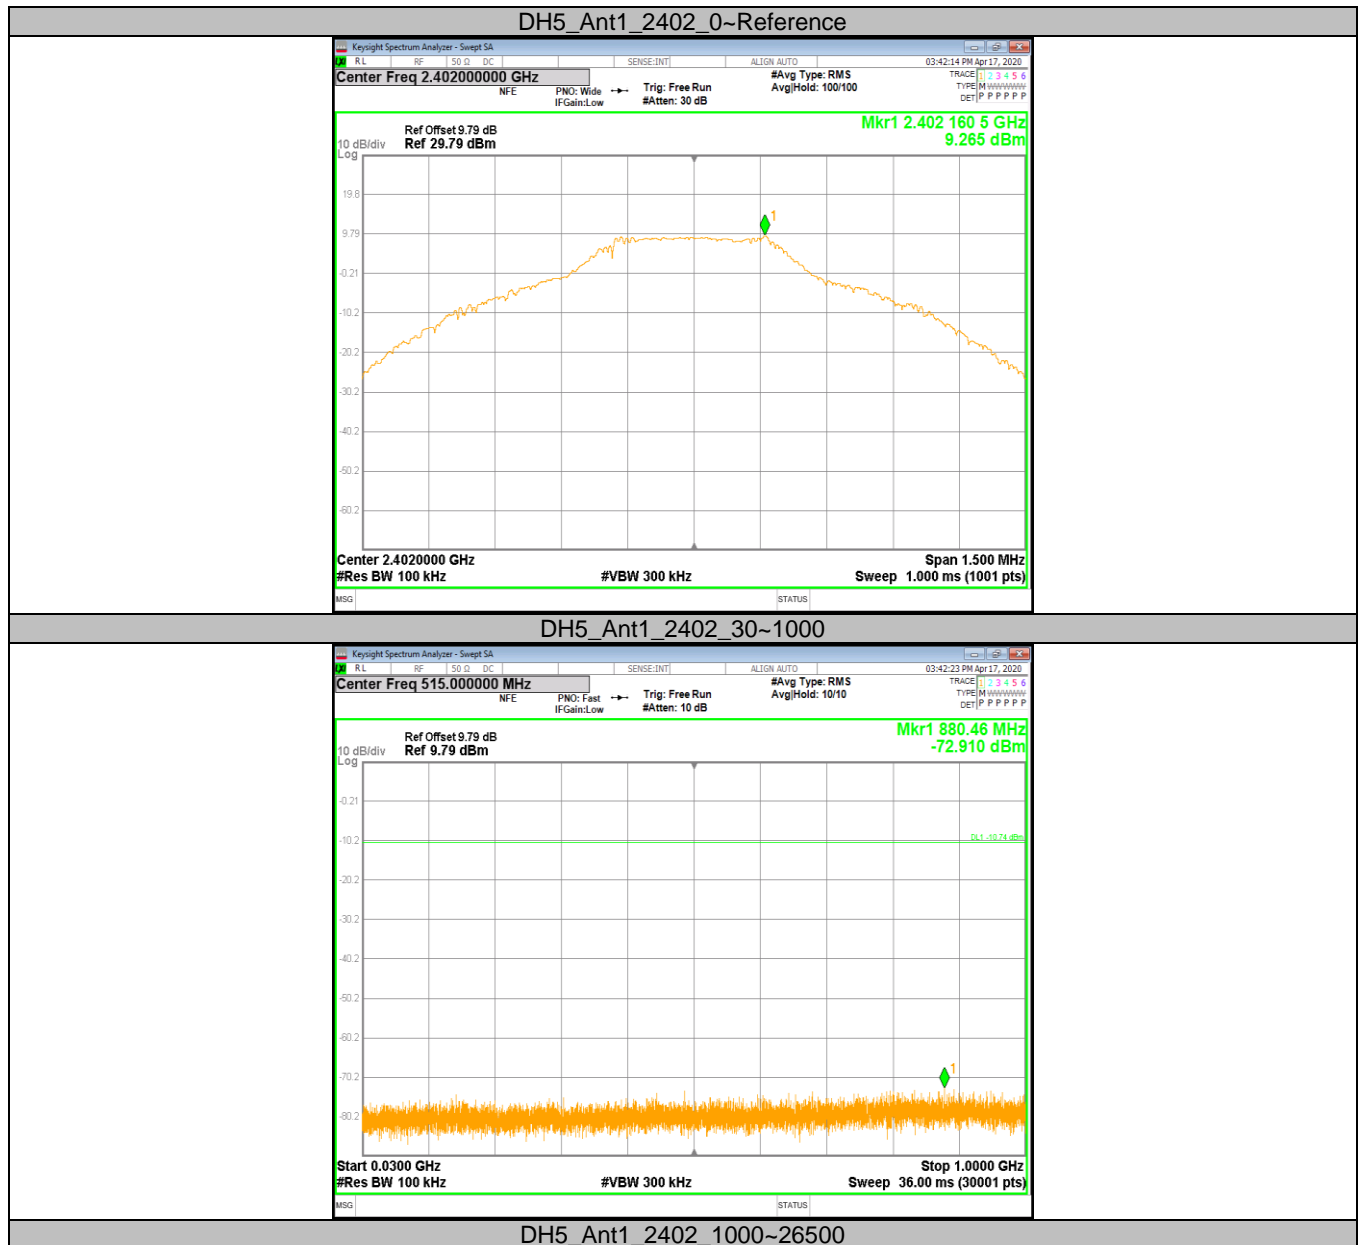 DH5_Ant1_2402_0~Reference
Keysight Spectrum Analyzer - Swept SA
RL RF 50 Ω DC SENSE:INT ALIGN AUTO 03:42:14 PM Apr 17, 2020
Center Freq 2.402000000 GHz #Avg Type: RMS TRACE 1 2 3 4 5 6
NFE PNO: Wide Trig: Free Run Avg|Hold: 100/100 TYPE M WWWWW
IFGain:Low #Atten: 30 dB DET P P P P P P
Mkr1 2.402 160 5 GHz
Ref Offset 9.79 dB
10 dB/div Ref 29.79 dBm 9.265 dBm
Log
1
19.8
9.79
-0.21
-10.2
-20.2
-30.2
-40.2
-50.2
-60.2
Center 2.4020000 GHz Span 1.500 MHz
#Res BW 100 kHz #VBW 300 kHz Sweep 1.000 ms (1001 pts)
MSG STATUS
DH5_Ant1_2402_30~1000
Keysight Spectrum Analyzer - Swept SA
RL RF 50 Ω DC SENSE:INT ALIGN AUTO 03:42:23 PM Apr 17, 2020
Center Freq 515.000000 MHz #Avg Type: RMS TRACE 1 2 3 4 5 6
NFE PNO: Fast Trig: Free Run Avg|Hold: 10/10 TYPE M WWWWW
IFGain:Low #Atten: 10 dB DET P P P P P P
Mkr1 880.46 MHz
Ref Offset 9.79 dB
10 dB/div Ref 9.79 dBm -72.910 dBm
Log
-0.21
-10.2 DL1 -10.74 dBm
-20.2
-30.2
-40.2
-50.2
-60.2
-70.2 1
-80.2
Start 0.0300 GHz Stop 1.0000 GHz
#Res BW 100 kHz #VBW 300 kHz Sweep 36.00 ms (30001 pts)
MSG STATUS
DH5_Ant1_2402_1000~26500